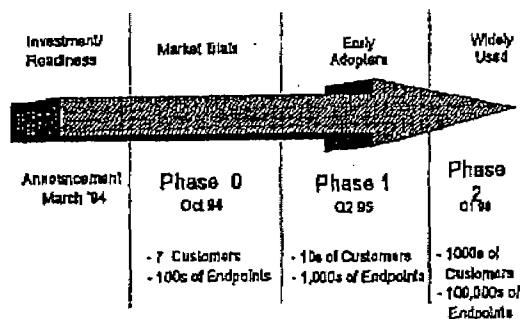 Investment/
Readiness
Market Trials
Early
Adopters
Widely
Used
Announcement
March '94
Phase 0
Oct 94
Phase 1
Q2 95
Phase
2
- 7 Customers
- 100s of Endpoints
- 10s of Customers
- 1,000s of Endpoints
- 1000s of
Customers
- 100,000s of
Endpoints